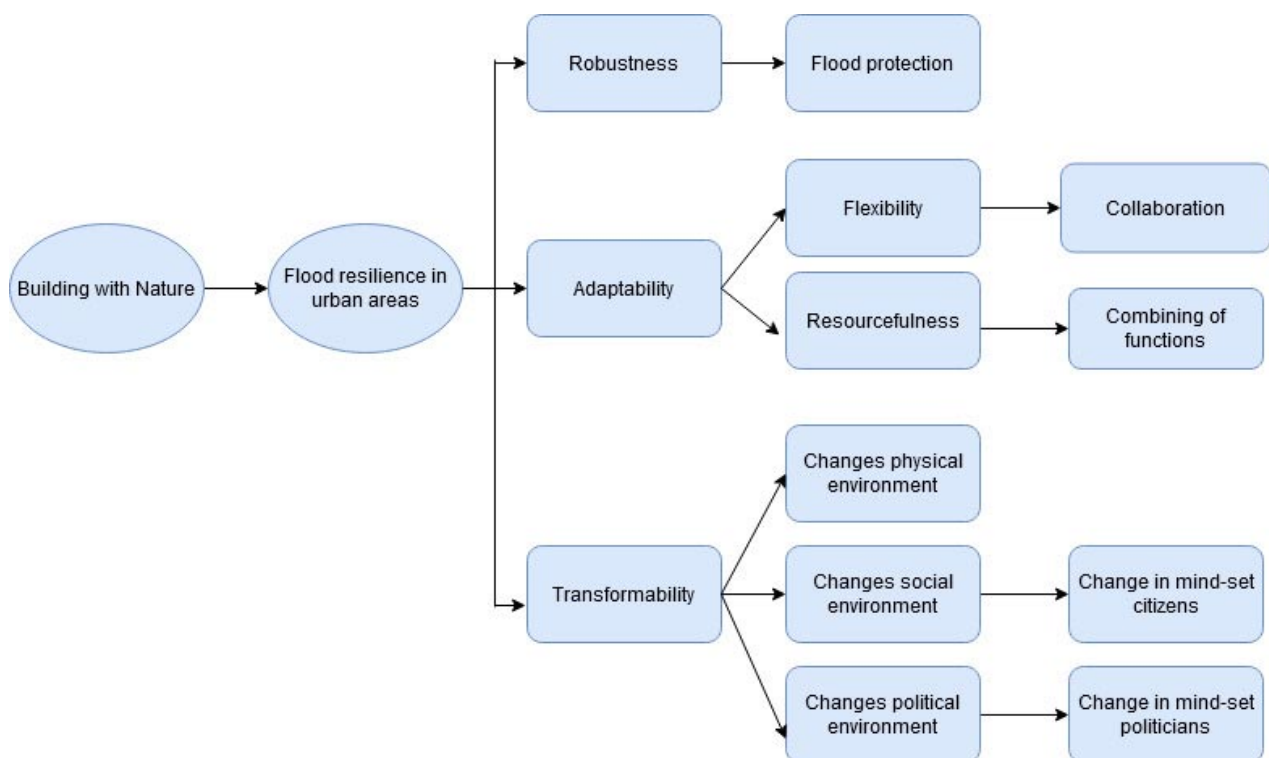 Building with Nature
Flood resilience in
urban areas
Robustness
Flood protection
Adaptability
Flexibility
Collaboration
Resourcefulness
Combining of
functions
Transformability
Changes physical
environment
Changes social
environment
Change in mind-set
citizens
Changes political
environment
Change in mind-set
politicians